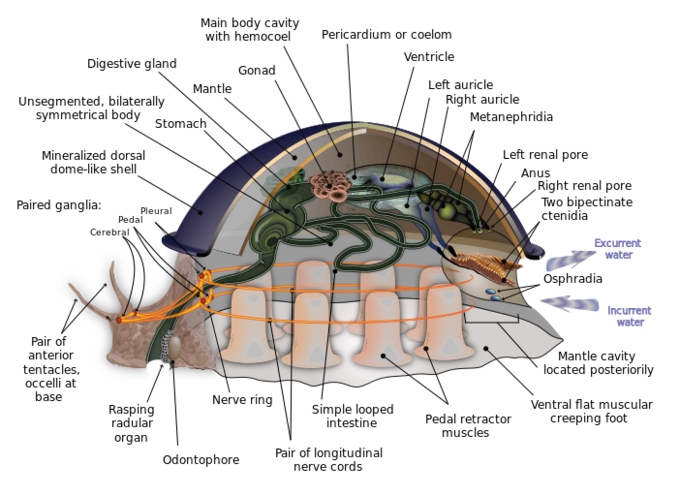 Main body cavity
with hemocoel
Pericardium or coelom
Ventricle
Digestive gland
Gonad
Left auricle
Mantle
Right auricle
Unsegmented, bilaterally
symmetrical body
Metanephridia
Stomach
Mineralized dorsal
dome-like shell
Left renal pore
Anus
Right renal pore
Paired ganglia:
Pleural
Pedal
Cerebral
Two bipectinate
ctenidia
Excurrent
water
Osphradia
Incurrent
water
Pair of
anterior
tentacles,
occelli at
base
Mantle cavity
located posteriorily
Nerve ring
Rasping
radular
organ
Simple looped
intestine
Pedal retractor
muscles
Ventral flat muscular
creeping foot
Odontophore
Pair of longitudinal
nerve cords